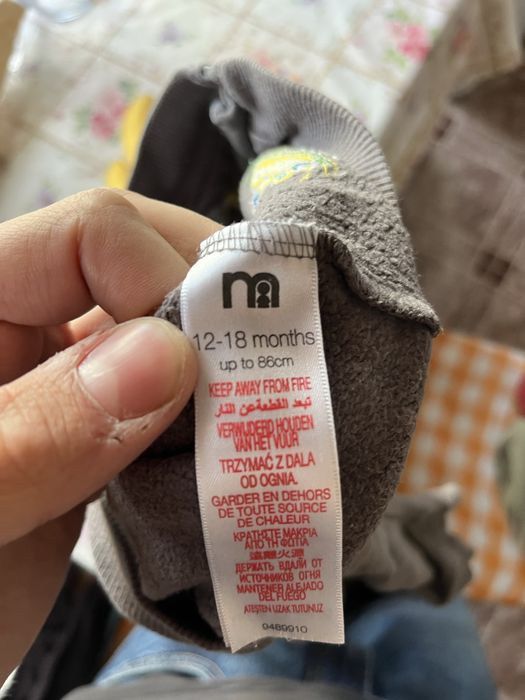 12-18 months
up to 86cm
KEEP AWAY FROM FIRE
تبعد القطعة عن النار
VERWIJDERD HOUDEN
VAN HET VUUR
TRZYMAĆ Z DALA
OD OGNIA.
GARDER EN DEHORS
DE TOUTE SOURCE
DE CHALEUR
ΚΡΑΤΗΣΤΕ ΜΑΚΡΙΑ
ΑΠΟ ΤΗ ΦΩΤΙΑ
ДЕРЖАТЬ ВДАЛИ ОТ
ИСТОЧНИКОВ ОГНЯ
MANTENER ALEJADO
DEL FUEGO
ATEŞTEN UZAK TUTUNUZ
9489910